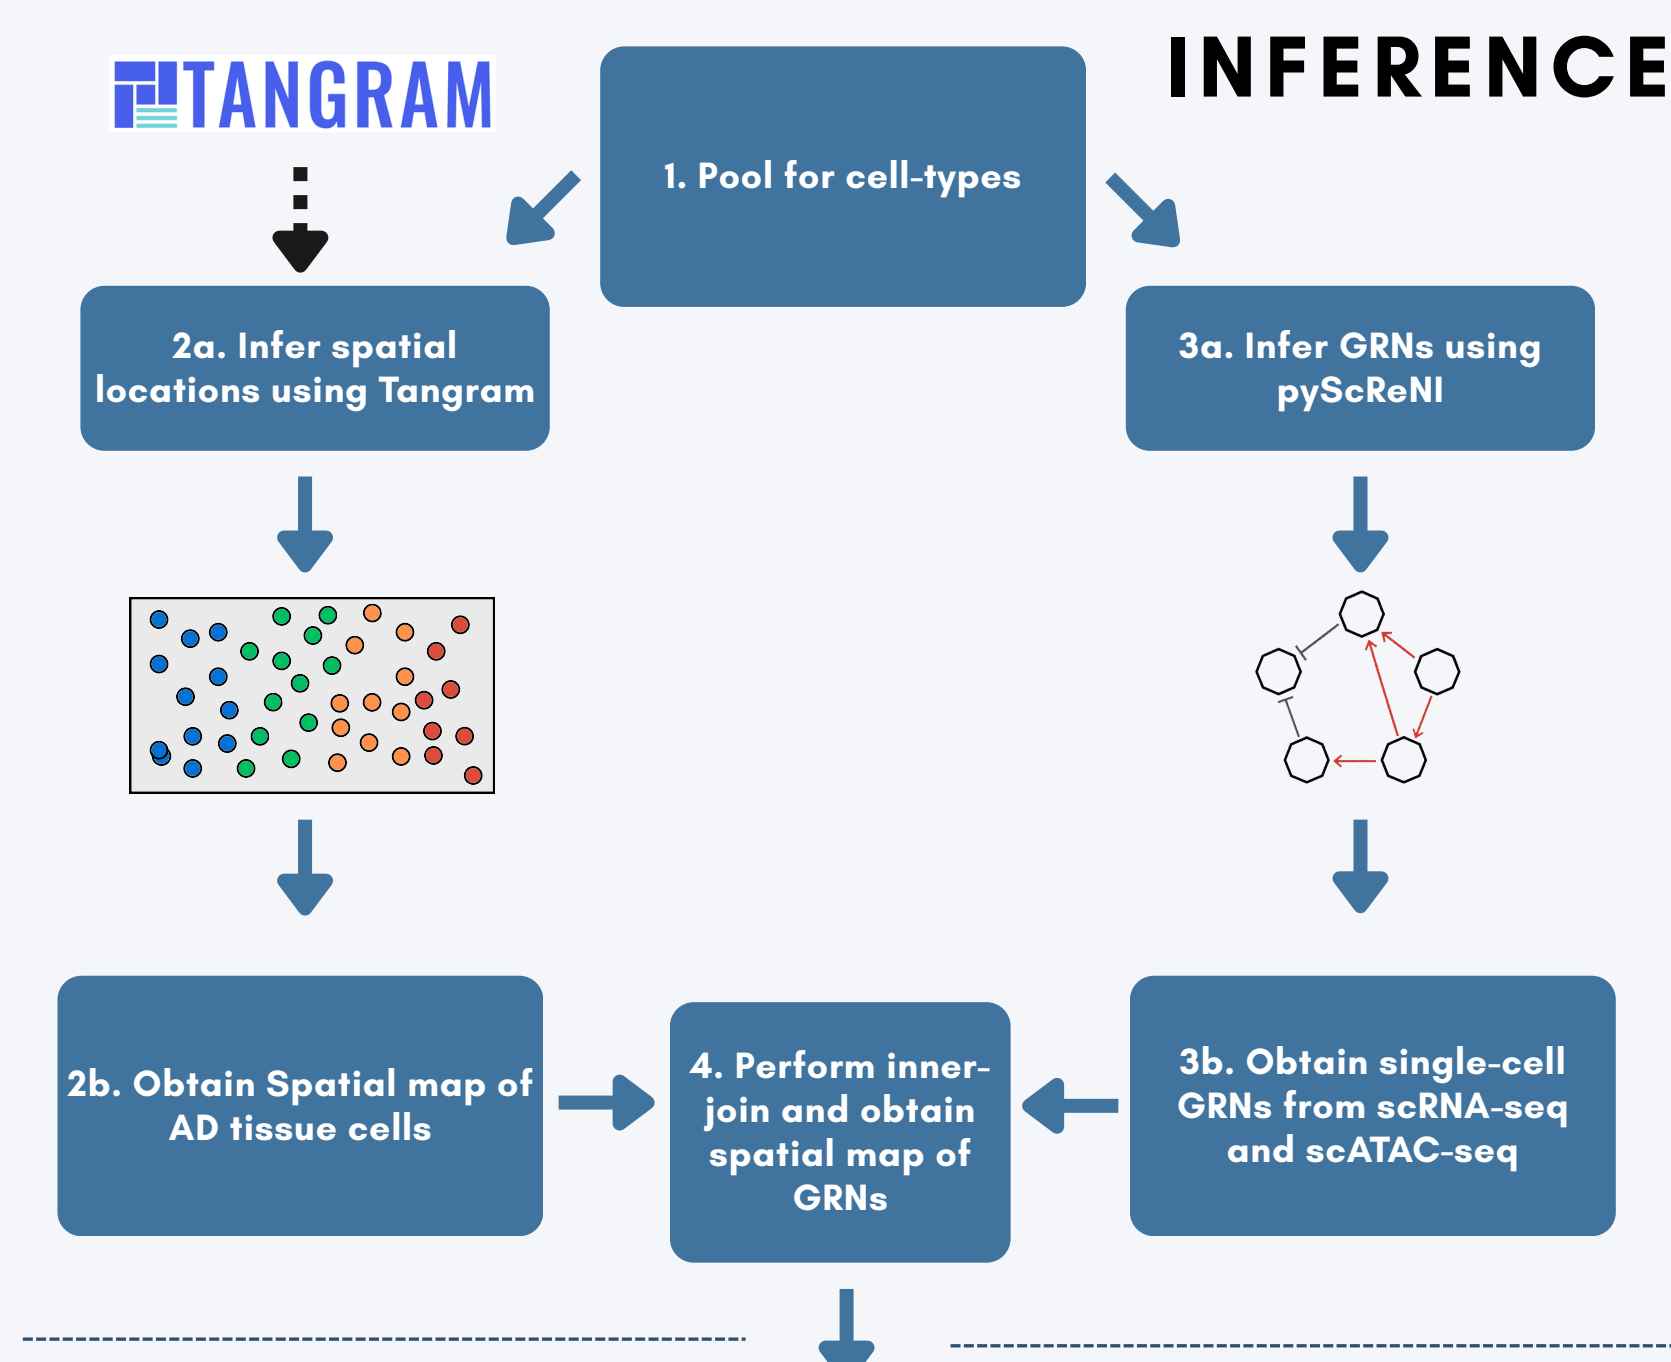 TANGRAM
INFERENCE
1. Pool for cell-types
2a. Infer spatial
locations using Tangram
3a. Infer GRNs using
pyScReNI
2b. Obtain Spatial map of
AD tissue cells
4. Perform inner-
join and obtain
spatial map of
GRNs
3b. Obtain single-cell
GRNs from scRNA-seq
and scATAC-seq